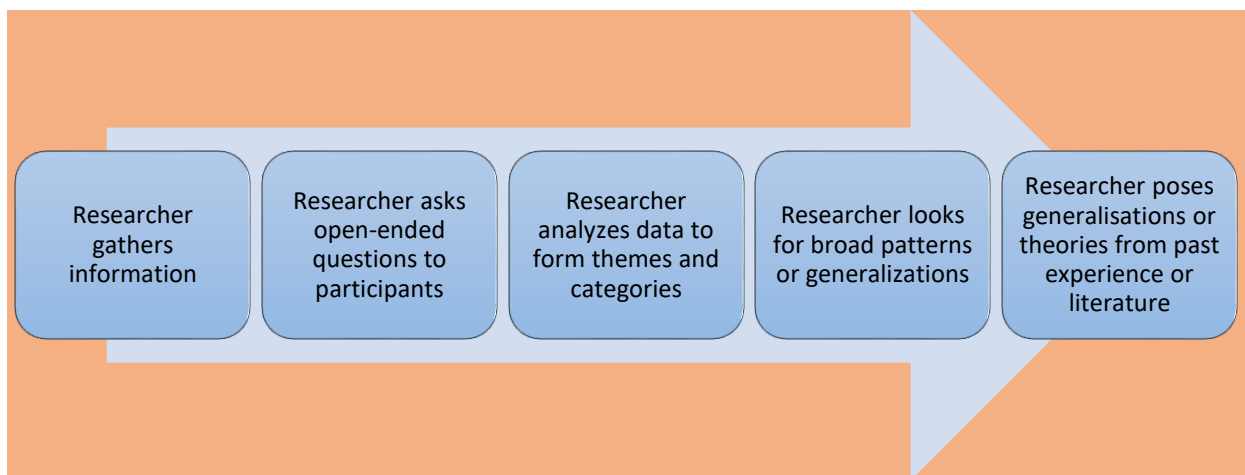 Researcher
gathers
information
Researcher asks
open-ended
questions to
participants
Researcher
analyzes data to
form themes and
categories
Researcher looks
for broad patterns
or generalizations
Researcher poses
generalisations or
theories from past
experience or
literature